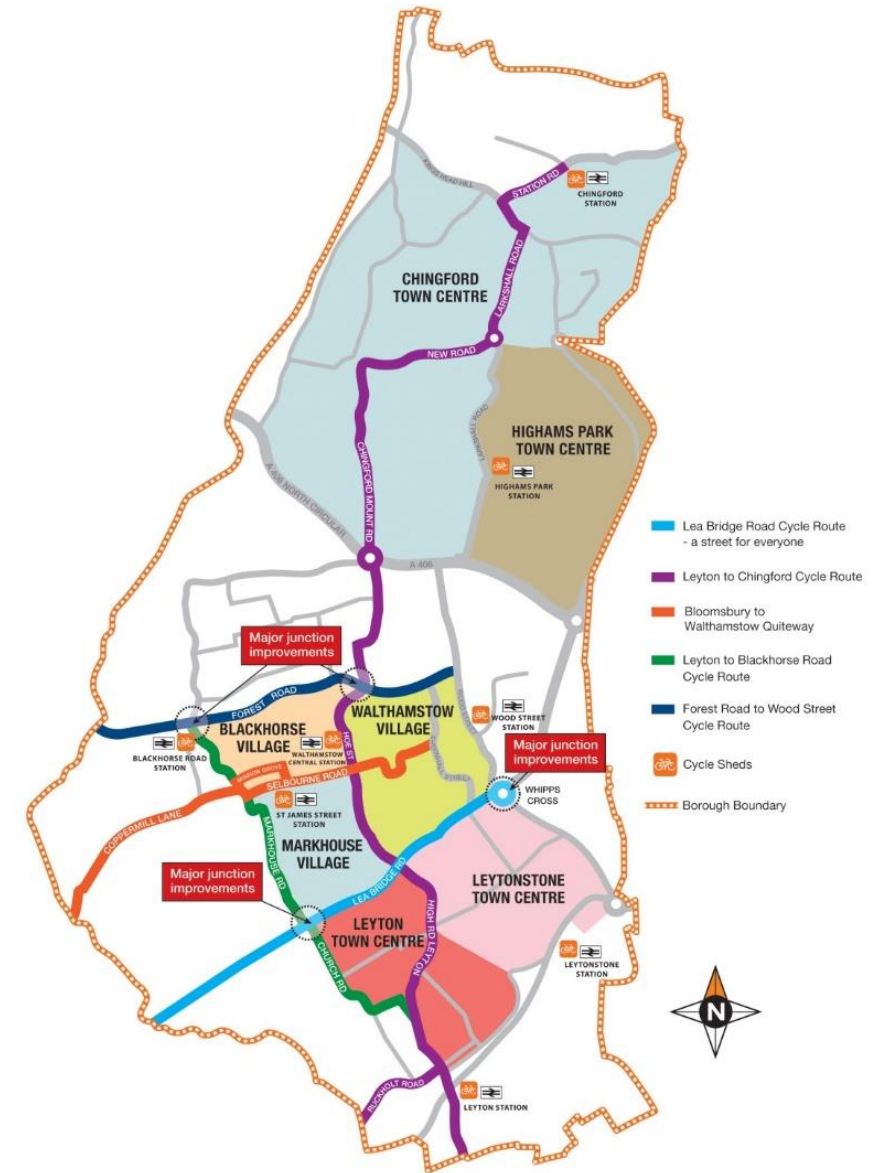 KINGS HEAD HILL
STATION RD
CHINGFORD
STATION
CHINGFORD
TOWN CENTRE
LARKSHALL ROAD
NEW ROAD
LARKSHALL ROAD
HIGHAMS PARK
TOWN CENTRE
HIGHAMS PARK
STATION
CHINGFORD MOUNT RD
A 406 NORTH CIRCULAR
A 406
Lea Bridge Road Cycle Route
- a street for everyone
Leyton to Chingford Cycle Route
Bloomsbury to
Walthamstow Quiteway
Leyton to Blackhorse Road
Cycle Route
Forest Road to Wood Street
Cycle Route
Cycle Sheds
Borough Boundary
Major junction
improvements
FOREST ROAD
WALTHAMSTOW
VILLAGE
WOOD STREET
STATION
BLACKHORSE
VILLAGE
BLACKHORSE ROAD
STATION
WALTHAMSTOW
CENTRAL STATION
HOE ST
Major junction
improvements
SELBOURNE ROAD
WHIPPS
CROSS
ST JAMES STREET
STATION
COPPERMILL LANE
MARKHOUSE RD
MARKHOUSE
VILLAGE
Major junction
improvements
LEA BRIDGE RD
LEYTONSTONE
TOWN CENTRE
LEYTON
TOWN CENTRE
HIGH RD LEYTON
CHURCH RD
LEYTONSTONE
STATION
N
RUCKHOLT ROAD
LEYTON STATION